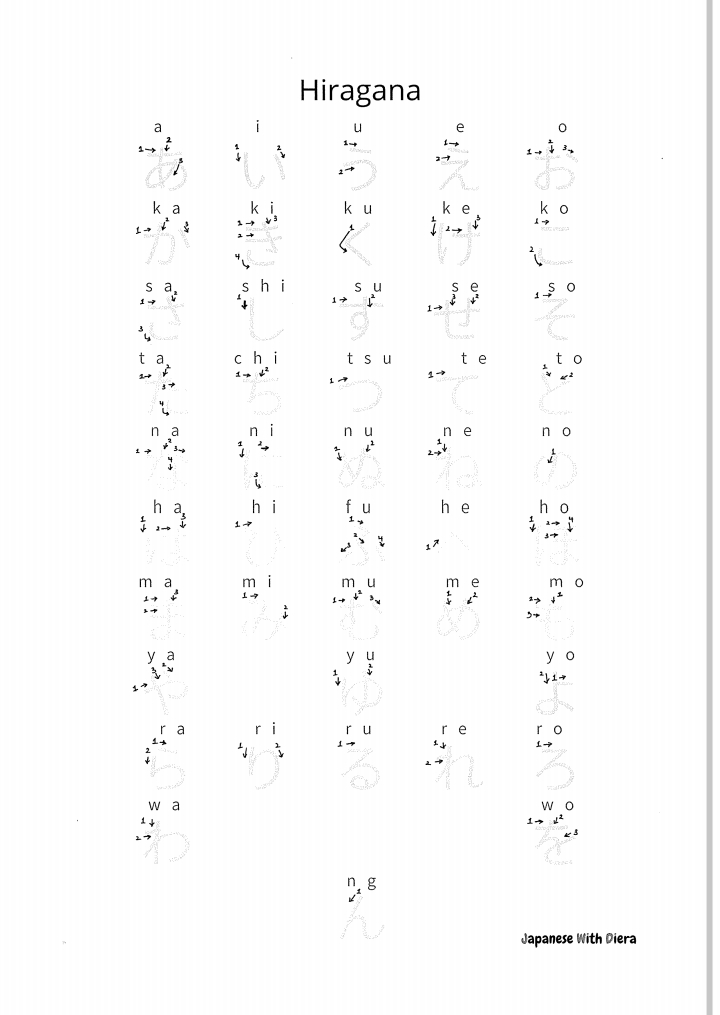 Hiragana
a i u e o
あ い う え お
ka ki ku ke ko
か き く け こ
sa shi su se so
さ し す せ そ
ta chi tsu te to
た ち つ て と
na ni nu ne no
な に ぬ ね の
ha hi fu he ho
は ひ ふ へ ほ
ma mi mu me mo
ま み む め も
ya yu yo
や ゆ よ
ra ri ru re ro
ら り る れ ろ
wa wo
わ を
ng
ん
Japanese With Diera